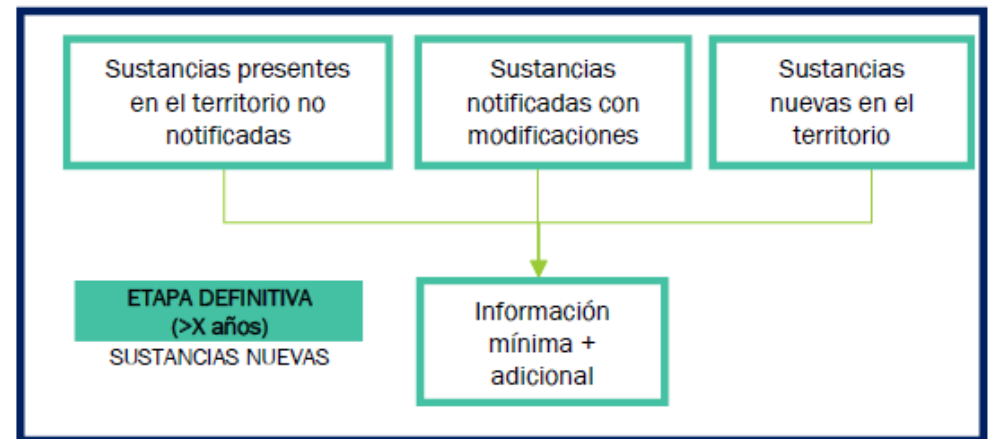 Sustancias presentes
en el territorio no
notificadas
Sustancias
notificadas con
modificaciones
Sustancias
nuevas en el
territorio
ETAPA DEFINITIVA
(>X años)
SUSTANCIAS NUEVAS
Información
mínima +
adicional